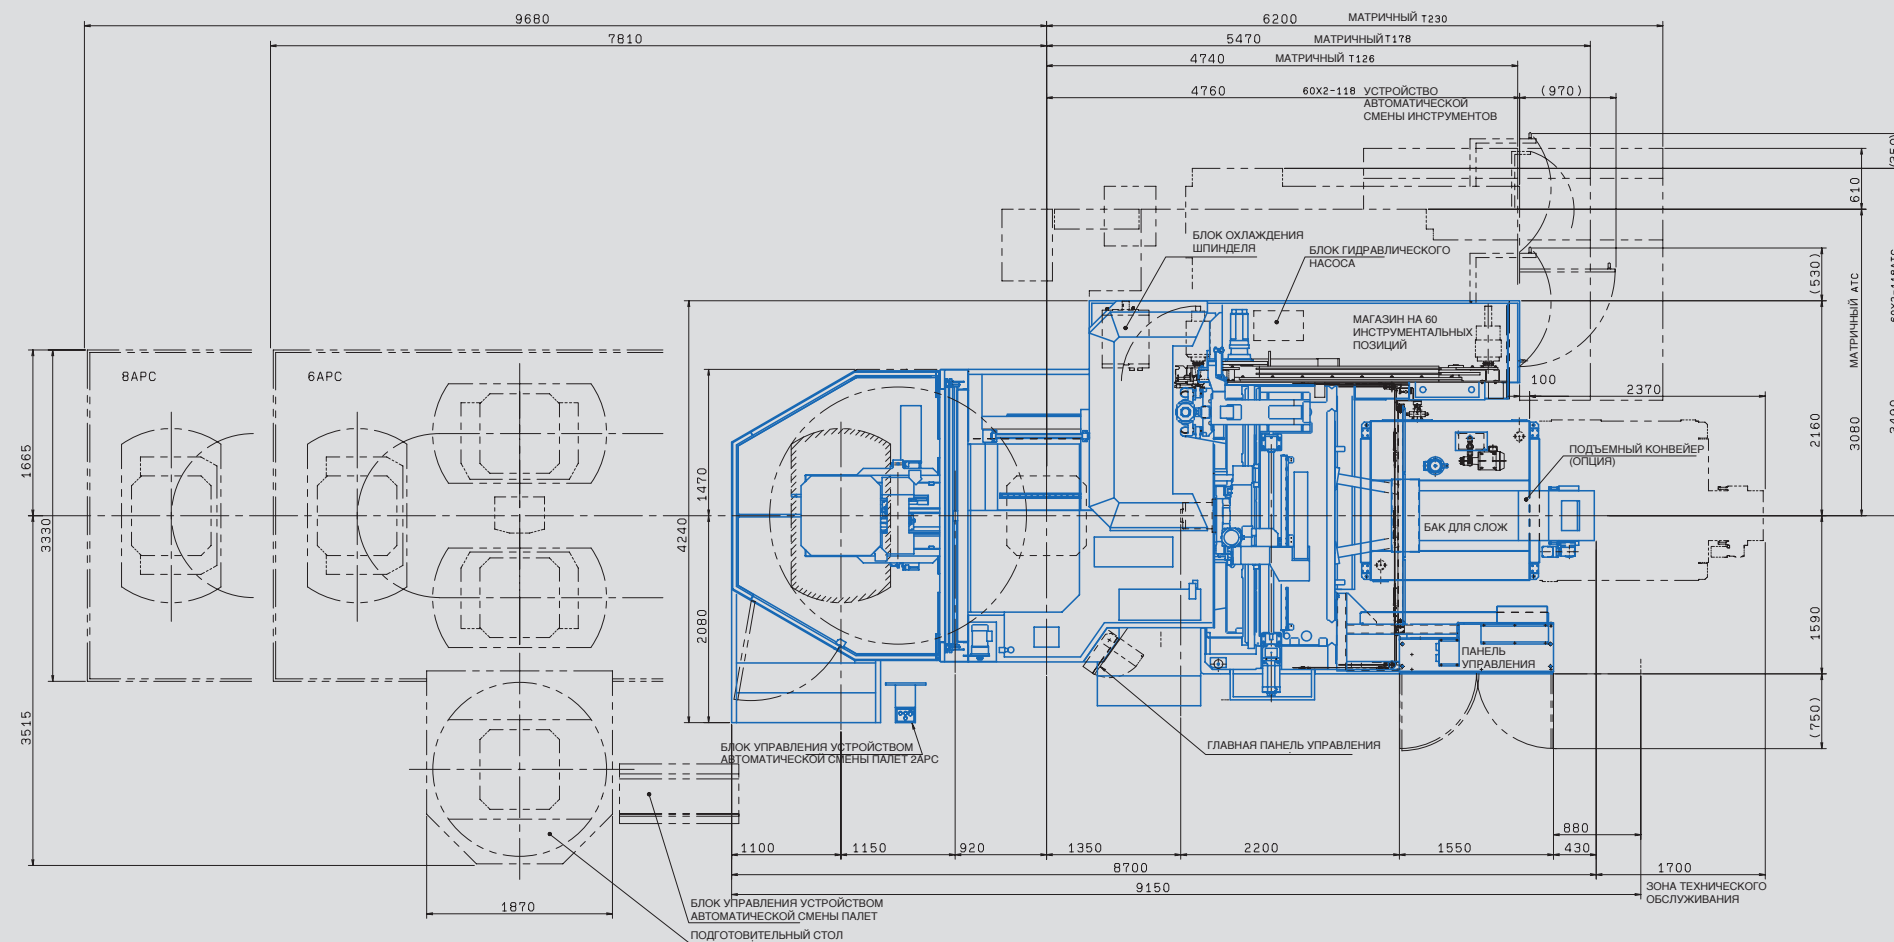 9680
6200 МАТРИЧНЫЙ T230
7810
5470 МАТРИЧНЫЙ T178
4740 МАТРИЧНЫЙ T126
4760 60X2-118 УСТРОЙСТВО
АВТОМАТИЧЕСКОЙ
СМЕНЫ ИНСТРУМЕНТОВ
(970)
(350)
610
МАТРИЧНЫЙ АТС
3080
(530)
2160
БЛОК ОХЛАЖДЕНИЯ
ШПИНДЕЛЯ
БЛОК ГИДРАВЛИЧЕСКОГО
НАСОСА
МАГАЗИН НА 60
ИНСТРУМЕНТАЛЬНЫХ
ПОЗИЦИЙ
100
2370
8APC
6APC
1665
3330
3515
1470
4240
2080
ПОДЪЕМНЫЙ КОНВЕЙЕР
(ОПЦИЯ)
БАК ДЛЯ СЛОЖ
1590
ПАНЕЛЬ
УПРАВЛЕНИЯ
(750)
БЛОК УПРАВЛЕНИЯ УСТРОЙСТВОМ
АВТОМАТИЧЕСКОЙ СМЕНЫ ПАЛЕТ 2APC
ГЛАВНАЯ ПАНЕЛЬ УПРАВЛЕНИЯ
880
1100
1150
920
1350
2200
1550
430
8700
1700
9150
ЗОНА ТЕХНИЧЕСКОГО
ОБСЛУЖИВАНИЯ
1870
БЛОК УПРАВЛЕНИЯ УСТРОЙСТВОМ
АВТОМАТИЧЕСКОЙ СМЕНЫ ПАЛЕТ
ПОДГОТОВИТЕЛЬНЫЙ СТОЛ